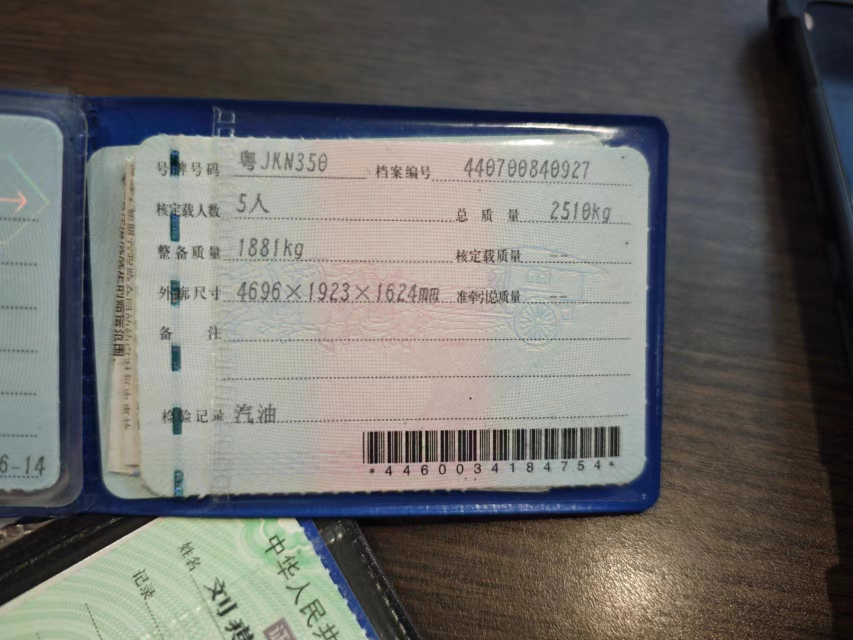 号牌号码 粤JKN350 档案编号 440700840927
核定载人数 5人 总质量 2510kg
整备质量 1881kg 核定载质量 --
外廓尺寸 4696×1923×1624mm 准牵引总质量 --
备注
检验记录 汽油
*4460034184754*
6-14
中华人民共
姓名 刘
记录